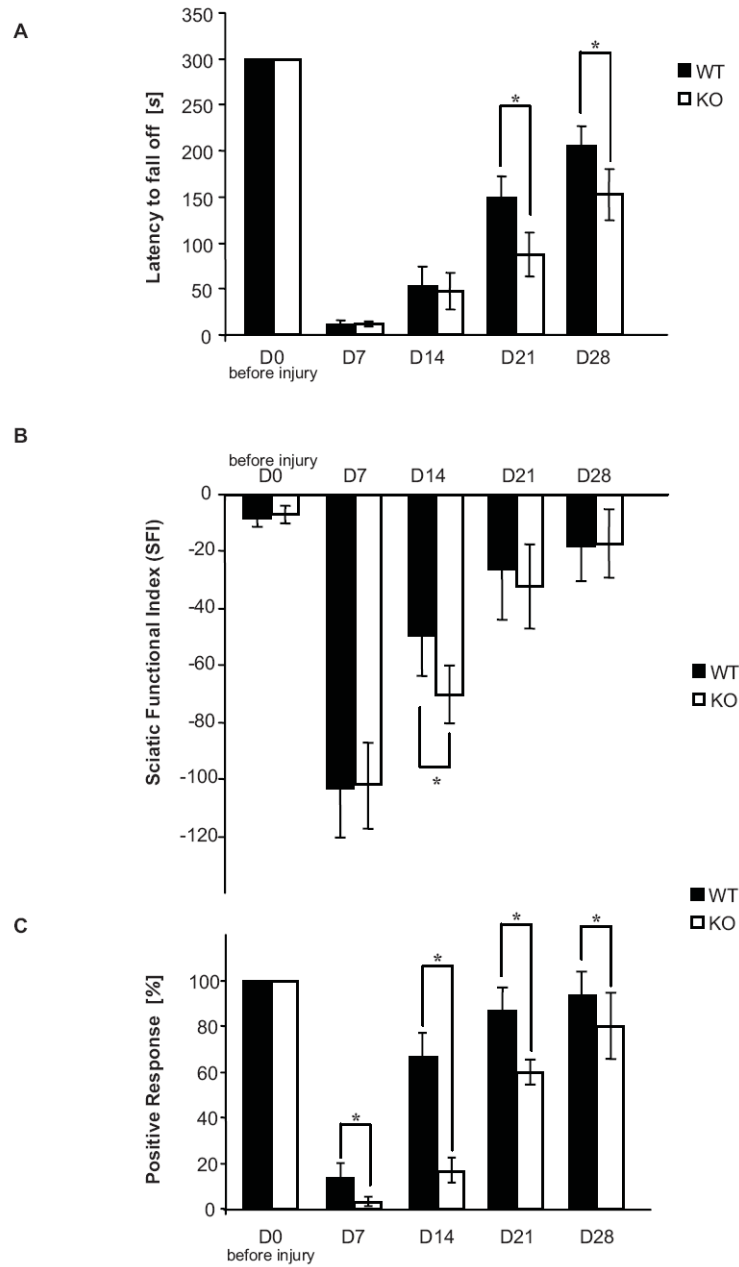 A
Latency to fall off [s]
350
300
250
200
150
100
50
0
*
*
WT
KO
D0 D7 D14 D21 D28
before injury
B
before injury
D0 D7 D14 D21 D28
Sciatic Functional Index (SFI)
0
-20
-40
-60
-80
-100
-120
*
WT
KO
C
WT
KO
Positive Response [%]
100
80
60
40
20
0
*
*
*
*
D0 D7 D14 D21 D28
before injury